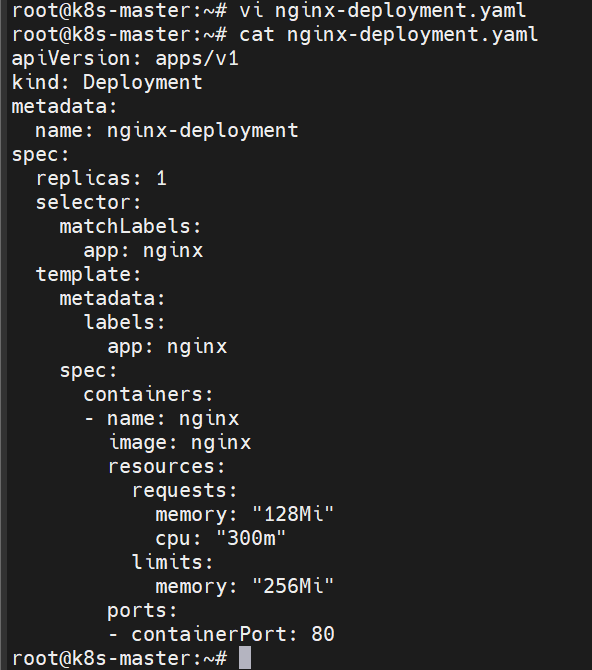 root@k8s-master:~# vi nginx-deployment.yaml
root@k8s-master:~# cat nginx-deployment.yaml
apiVersion: apps/v1
kind: Deployment
metadata:
  name: nginx-deployment
spec:
  replicas: 1
  selector:
    matchLabels:
      app: nginx
  template:
    metadata:
      labels:
        app: nginx
    spec:
      containers:
      - name: nginx
        image: nginx
        resources:
          requests:
            memory: "128Mi"
            cpu: "300m"
          limits:
            memory: "256Mi"
        ports:
        - containerPort: 80
root@k8s-master:~#